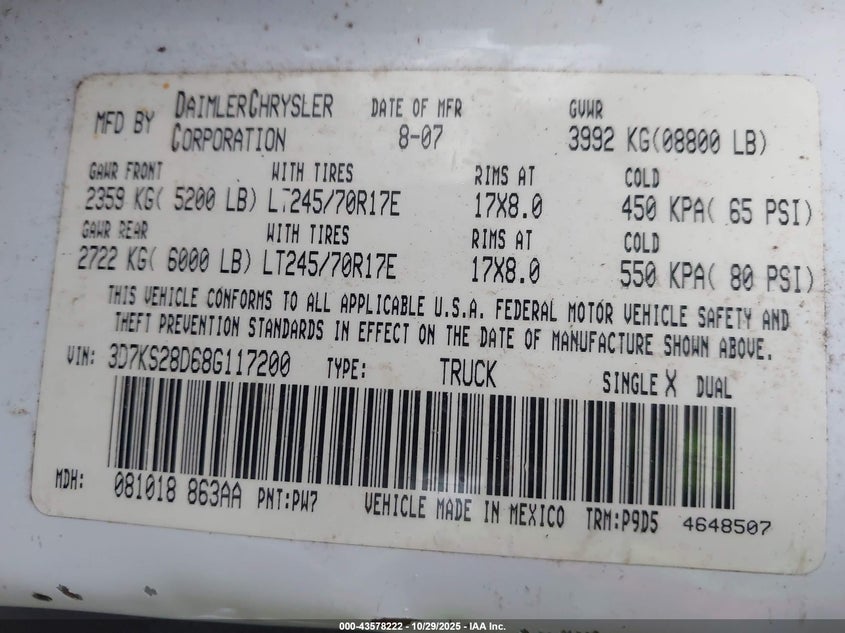 MFD BY DAIMLERCHRYSLER CORPORATION DATE OF MFR 8-07 GVWR 3992 KG(08800 LB)
GAWR FRONT WITH TIRES RIMS AT COLD
2359 KG( 5200 LB) LT245/70R17E 17X8.0 450 KPA( 65 PSI)
GAWR REAR WITH TIRES RIMS AT COLD
2722 KG( 6000 LB) LT245/70R17E 17X8.0 550 KPA( 80 PSI)
THIS VEHICLE CONFORMS TO ALL APPLICABLE U.S.A. FEDERAL MOTOR VEHICLE SAFETY AND
THEFT PREVENTION STANDARDS IN EFFECT ON THE DATE OF MANUFACTURE SHOWN ABOVE.
VIN: 3D7KS28D68G117200 TYPE: TRUCK SINGLE X DUAL
MDH: 081018 863AA PNT:PW7 VEHICLE MADE IN MEXICO TRM:P9D5 4648507
000-43578222 - 10/29/2025 - IAA Inc.